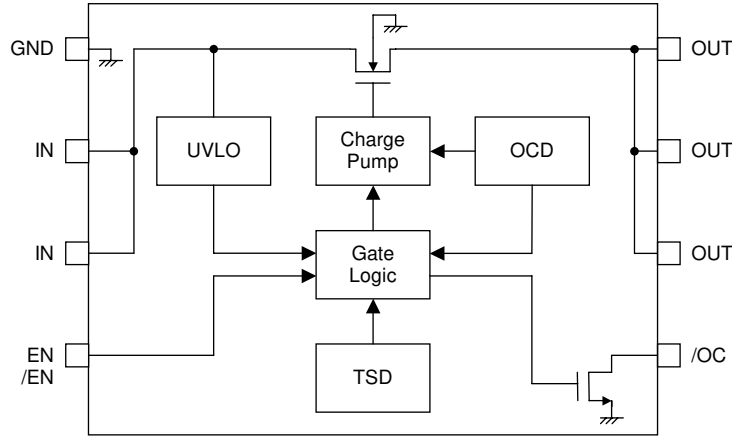 GND
OUT
IN
UVLO
Charge
Pump
OCD
OUT
IN
Gate
Logic
OUT
EN
/EN
TSD
/OC